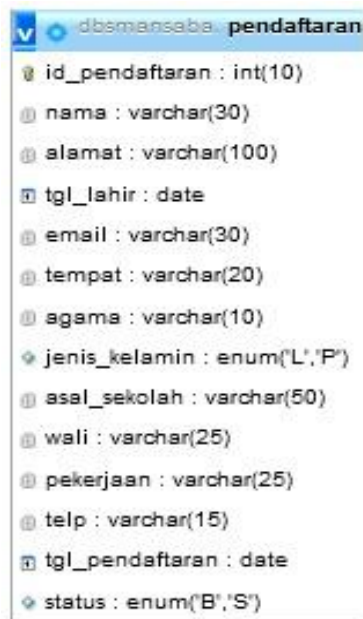 v dbsmansaba. pendaftaran
id_pendaftaran : int(10)
nama : varchar(30)
alamat : varchar(100)
tgl_lahir : date
email : varchar(30)
tempat : varchar(20)
agama : varchar(10)
jenis_kelamin : enum('L','P')
asal_sekolah : varchar(50)
wali : varchar(25)
pekerjaan : varchar(25)
telp : varchar(15)
tgl_pendaftaran : date
status : enum('B','S')